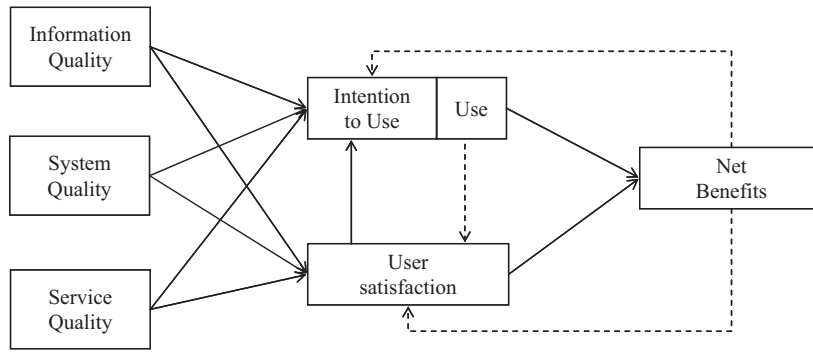 Information
Quality
System
Quality
Service
Quality
Intention
to Use
Use
User
satisfaction
Net
Benefits